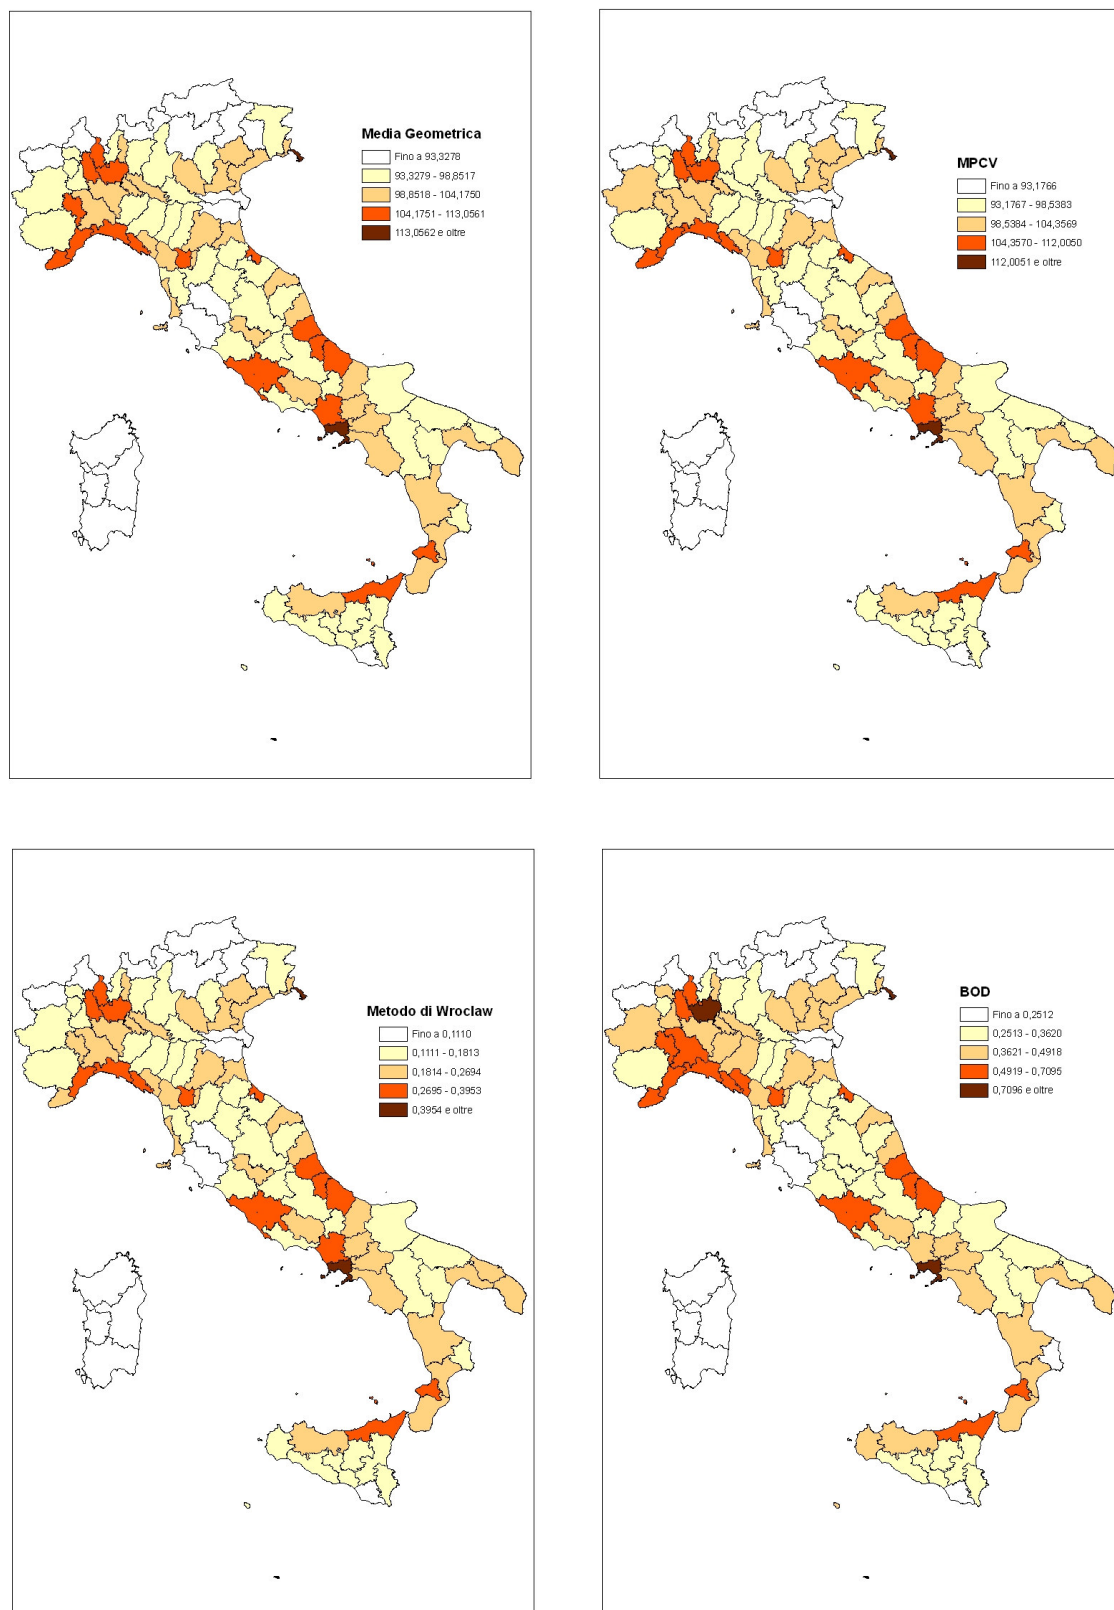 Media Geometrica
Fino a 93,3278
93,3279 - 98,8517
98,8518 - 104,1750
104,1751 - 113,0561
113,0562 e oltre
MPCV
Fino a 93,1766
93,1767 - 98,5383
98,5384 - 104,3569
104,3570 - 112,0050
112,0051 e oltre
Metodo di Wroclaw
Fino a 0,1110
0,1111 - 0,1813
0,1814 - 0,2694
0,2695 - 0,3953
0,3954 e oltre
BOD
Fino a 0,2512
0,2513 - 0,3620
0,3621 - 0,4918
0,4919 - 0,7095
0,7096 e oltre